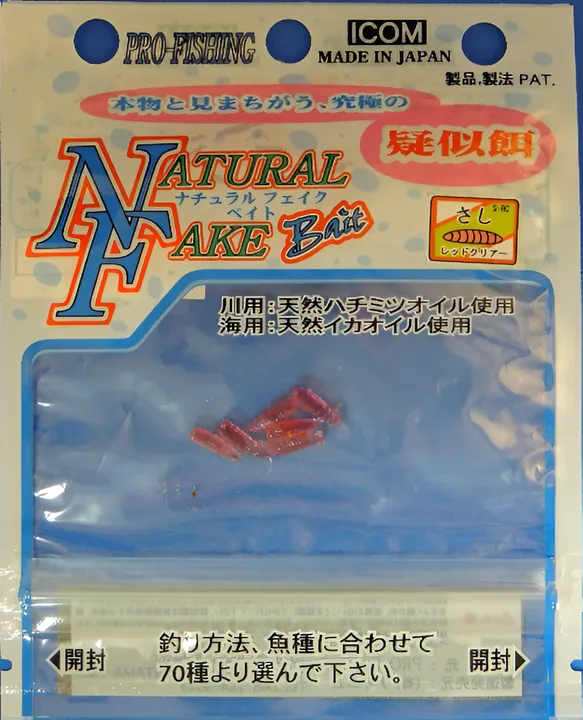 PRO-FISHING
ICOM
MADE IN JAPAN
製品,製法 PAT.
本物と見まちがう、究極の
疑似餌
NATURAL
ナチュラル フェイク
ベイト
FAKE Bait
さし
レッドクリアー
川用:天然ハチミツオイル使用
海用:天然イカオイル使用
釣り方法、魚種に合わせて
70種より選んで下さい。
開封
開封